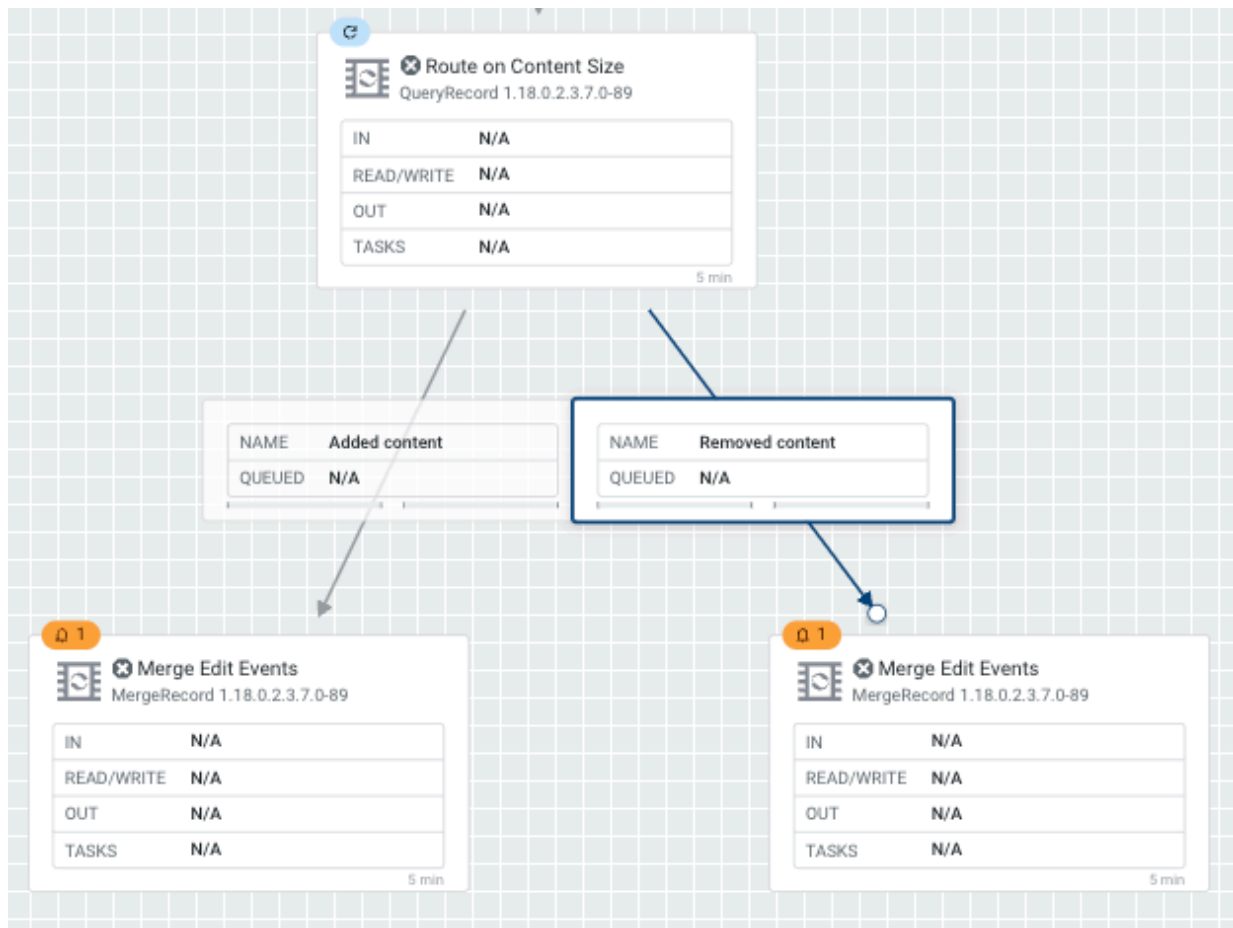 Route on Content Size
QueryRecord 1.18.0.2.3.7.0-89
IN N/A
READ/WRITE N/A
OUT N/A
TASKS N/A
5 min
NAME Added content
QUEUED N/A
NAME Removed content
QUEUED N/A
1
Merge Edit Events
MergeRecord 1.18.0.2.3.7.0-89
IN N/A
READ/WRITE N/A
OUT N/A
TASKS N/A
5 min
1
Merge Edit Events
MergeRecord 1.18.0.2.3.7.0-89
IN N/A
READ/WRITE N/A
OUT N/A
TASKS N/A
5 min